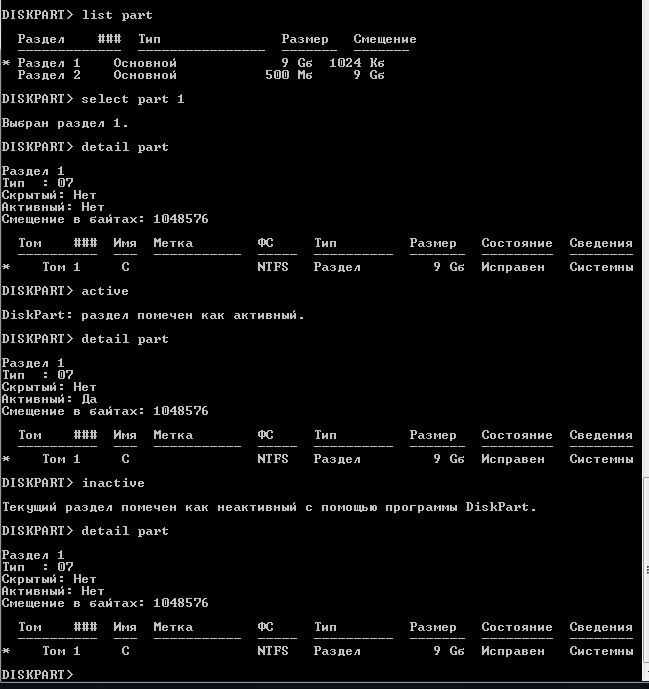 DISKPART> list part
Раздел    ###  Тип               Размер   Смещение
-------------  ----------------  -------  -------
* Раздел 1    Основной             9 Gб  1024 Kб
Раздел 2    Основной           500 Mб     9 Gб
DISKPART> select part 1
Выбран раздел 1.
DISKPART> detail part
Раздел 1
Тип  : 07
Скрытый: Нет
Активный: Нет
Смещение в байтах: 1048576
Том    ###  Имя  Метка        ФС     Тип         Размер   Состояние  Сведения
----------  ---  -----------  -----  ----------  -------  ---------  --------
*    Том 1     C                NTFS   Раздел         9 Gб  Исправен   Системны
DISKPART> active
DiskPart: раздел помечен как активный.
DISKPART> detail part
Раздел 1
Тип  : 07
Скрытый: Нет
Активный: Да
Смещение в байтах: 1048576
Том    ###  Имя  Метка        ФС     Тип         Размер   Состояние  Сведения
----------  ---  -----------  -----  ----------  -------  ---------  --------
*    Том 1     C                NTFS   Раздел         9 Gб  Исправен   Системны
DISKPART> inactive
Текущий раздел помечен как неактивный с помощью программы DiskPart.
DISKPART> detail part
Раздел 1
Тип  : 07
Скрытый: Нет
Активный: Нет
Смещение в байтах: 1048576
Том    ###  Имя  Метка        ФС     Тип         Размер   Состояние  Сведения
----------  ---  -----------  -----  ----------  -------  ---------  --------
*    Том 1     C                NTFS   Раздел         9 Gб  Исправен   Системны
DISKPART>